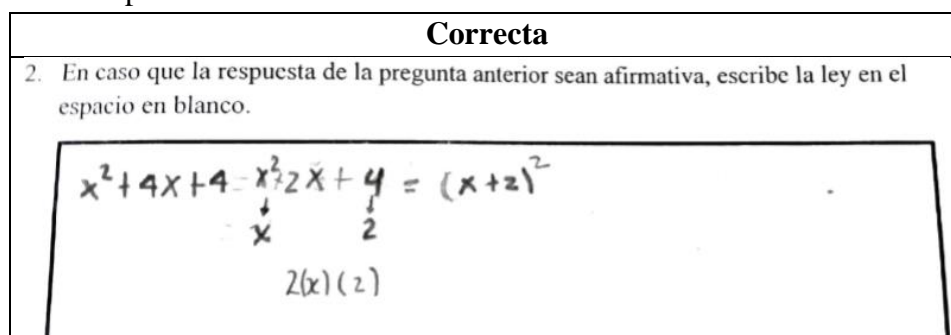 Correcta
2. En caso que la respuesta de la pregunta anterior sean afirmativa, escribe la ley en el
espacio en blanco.
x²+4x+4 = x²+2x+4 = (x+2)²
↓ ↓
x 2
2(x)(2)